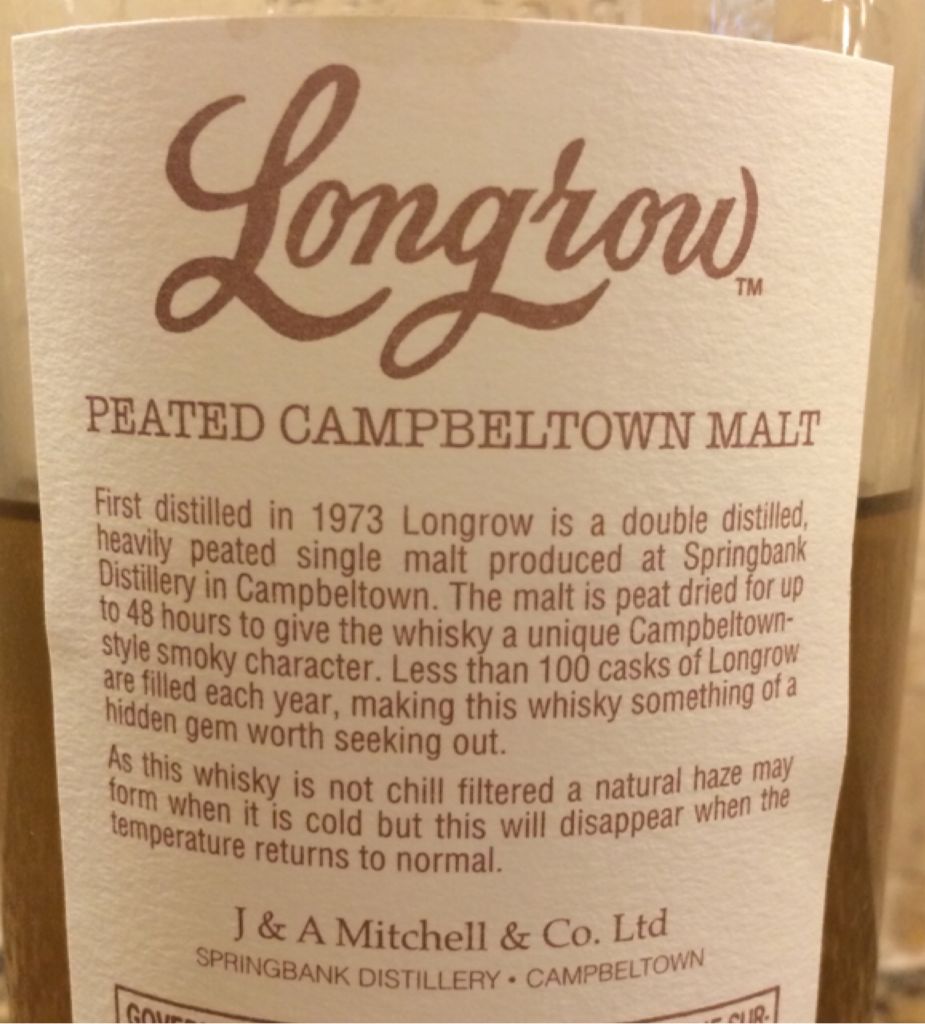 Longrow™
PEATED CAMPBELTOWN MALT
First distilled in 1973 Longrow is a double distilled,
heavily peated single malt produced at Springbank
Distillery in Campbeltown. The malt is peat dried for up
to 48 hours to give the whisky a unique Campbeltown-
style smoky character. Less than 100 casks of Longrow
are filled each year, making this whisky something of a
hidden gem worth seeking out.
As this whisky is not chill filtered a natural haze may
form when it is cold but this will disappear when the
temperature returns to normal.
J & A Mitchell & Co. Ltd
SPRINGBANK DISTILLERY • CAMPBELTOWN